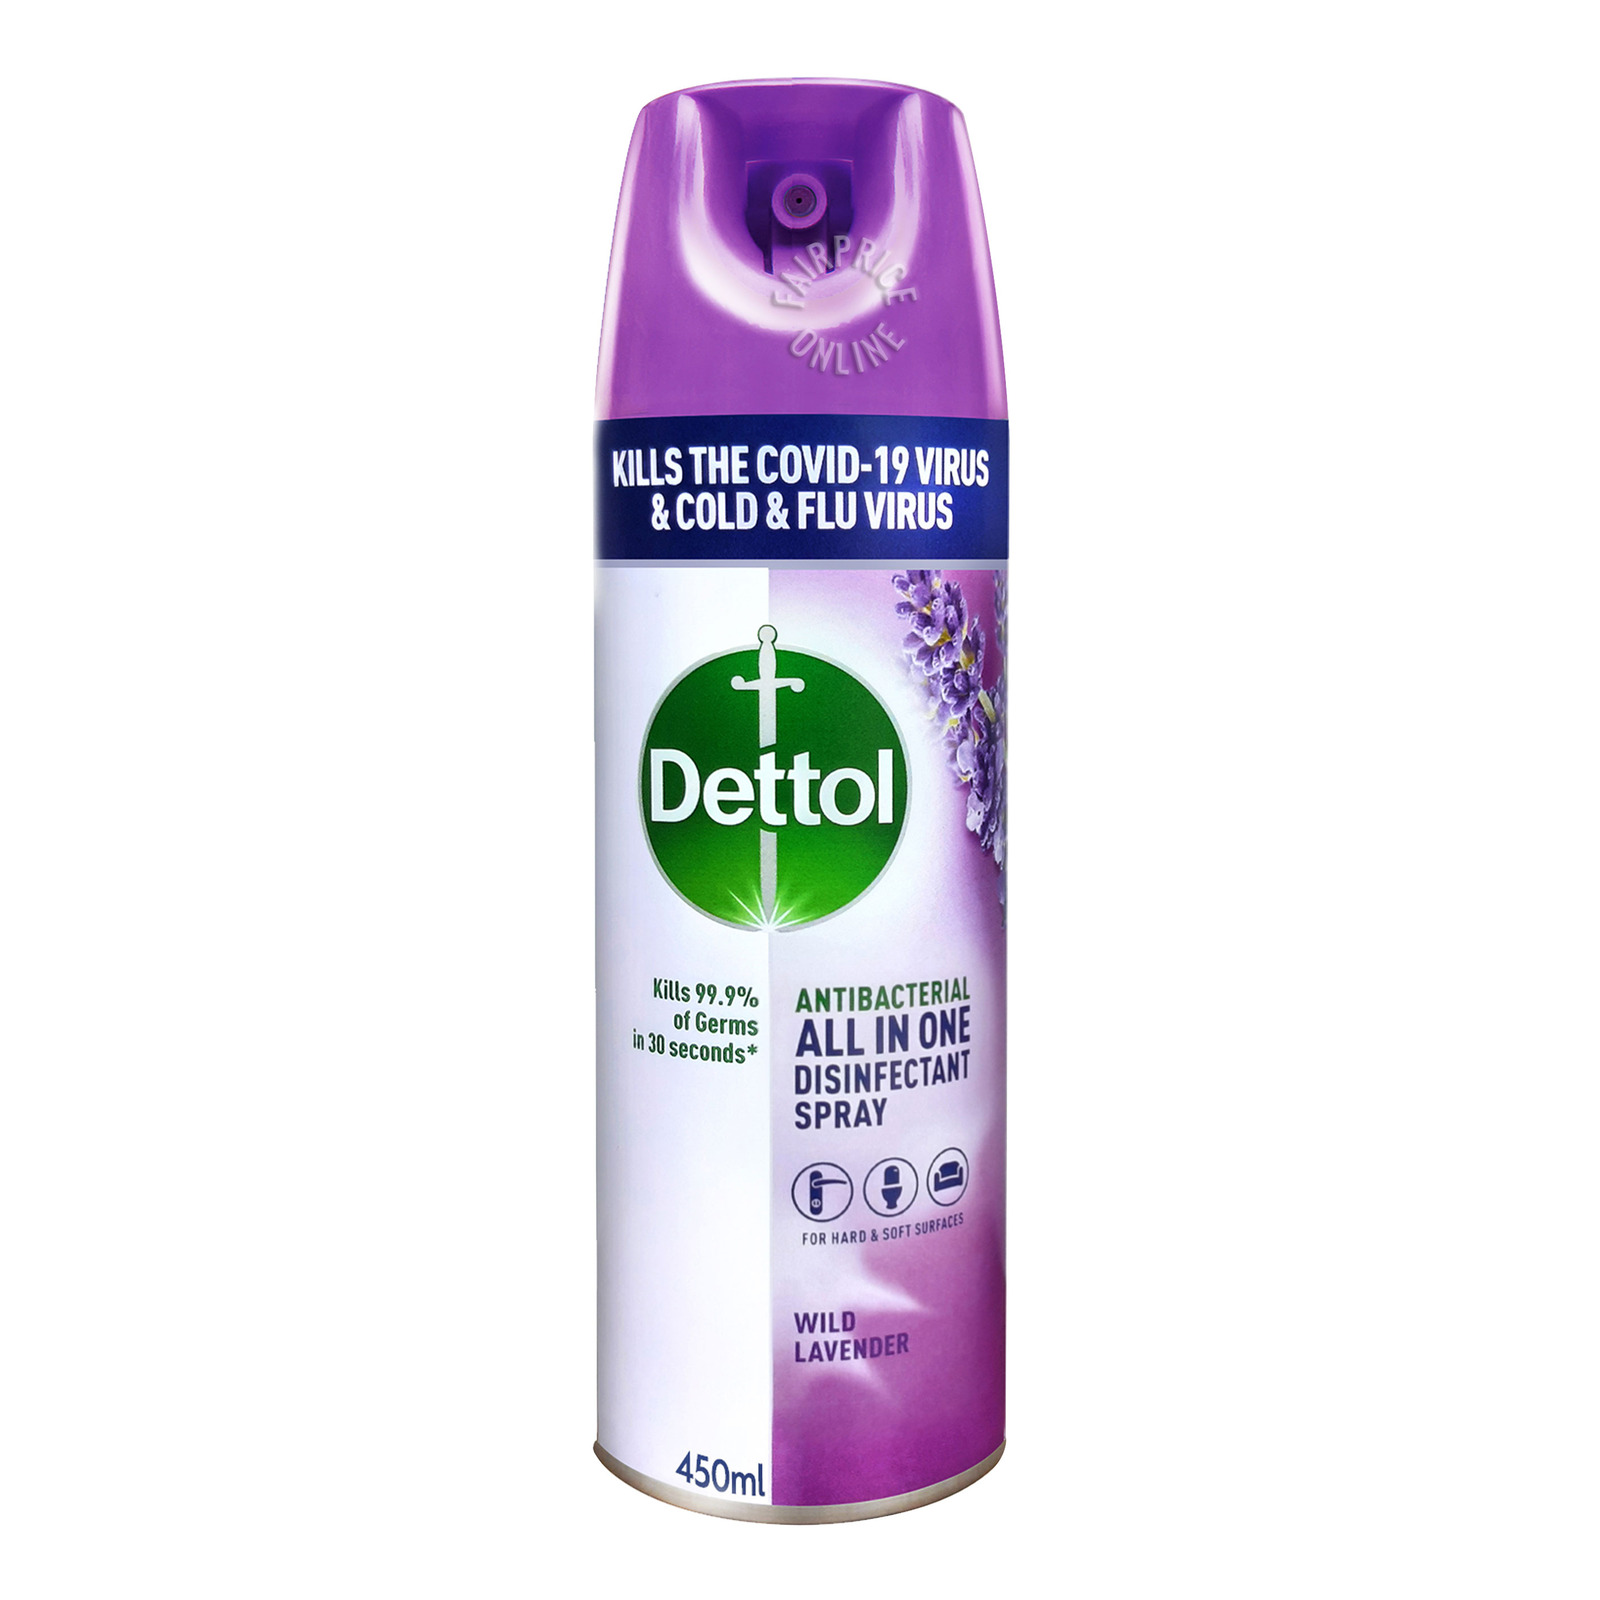 FAIRPRICE
ONLINE
KILLS THE COVID-19 VIRUS
& COLD & FLU VIRUS
Dettol
Kills 99.9%
of Germs
in 30 seconds*
ANTIBACTERIAL
ALL IN ONE
DISINFECTANT
SPRAY
FOR HARD & SOFT SURFACES
WILD
LAVENDER
450ml